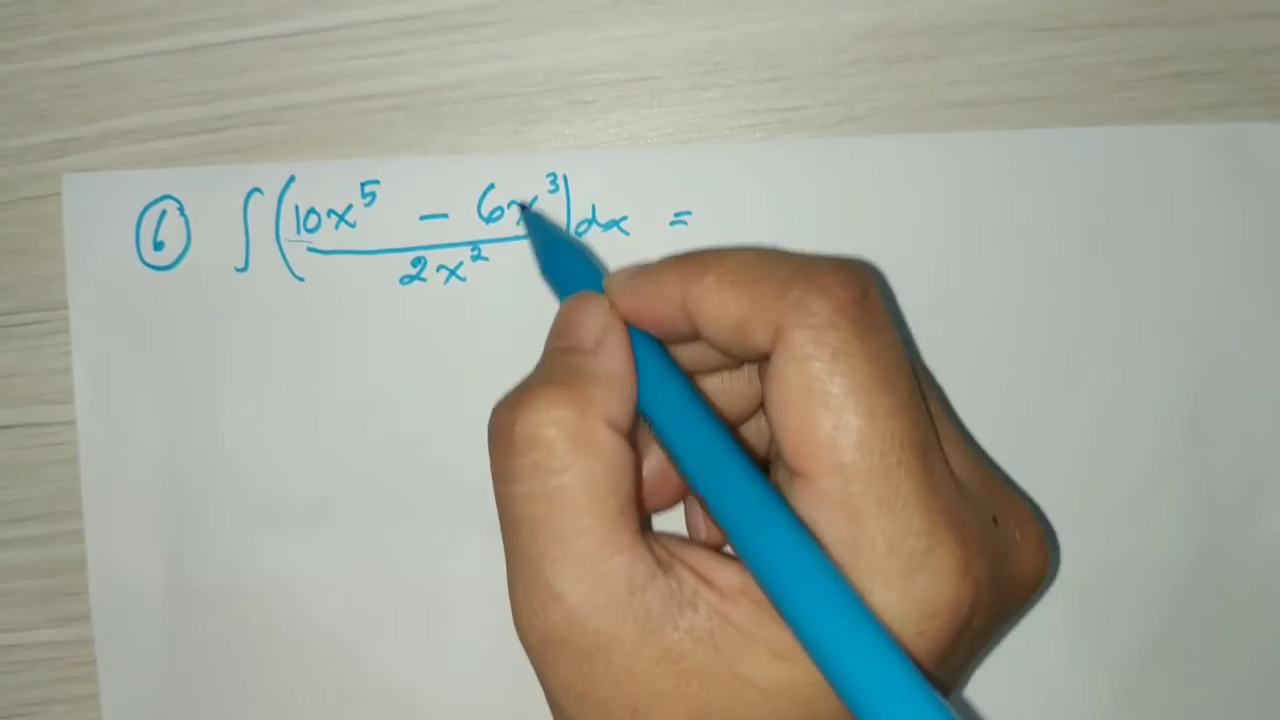 ⑥ ∫(10x⁵ - 6x³)dx =
2x²